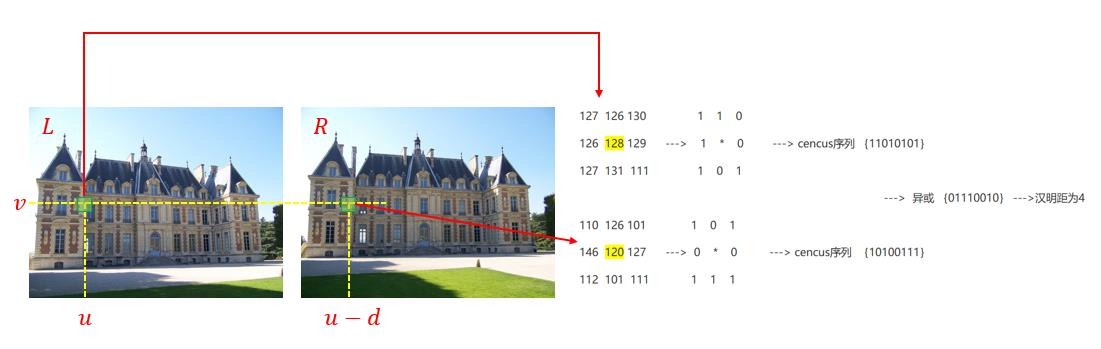 L
R
v
u
u − d
127 126 130 1 1 0
126 128 129 ---> 1 * 0 ---> cencus序列 {11010101}
127 131 111 1 0 1
---> 异或 {01110010} --->汉明距为4
110 126 101 1 0 1
146 120 127 ---> 0 * 0 ---> cencus序列 {10100111}
112 101 111 1 1 1